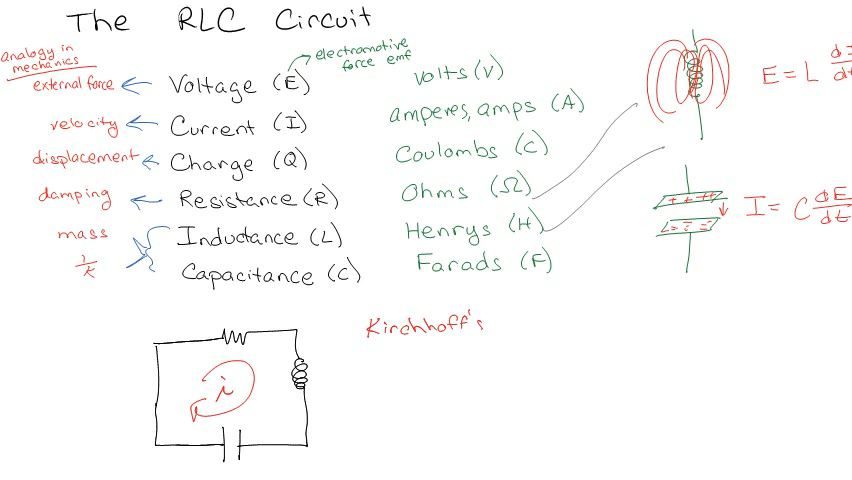 The RLC Circuit
analogy in
mechanics
electromotive
force emf
external force
Voltage (E)
volts (V)
velocity
Current (I)
amperes, amps (A)
displacement
Charge (Q)
Coulombs (C)
damping
Resistance (R)
Ohms (Ω)
mass
Inductance (L)
Henrys (H)
1/k
Capacitance (C)
Farads (F)
E = L
I = C dE/dt
+ + ++
i
Kirchhoff's